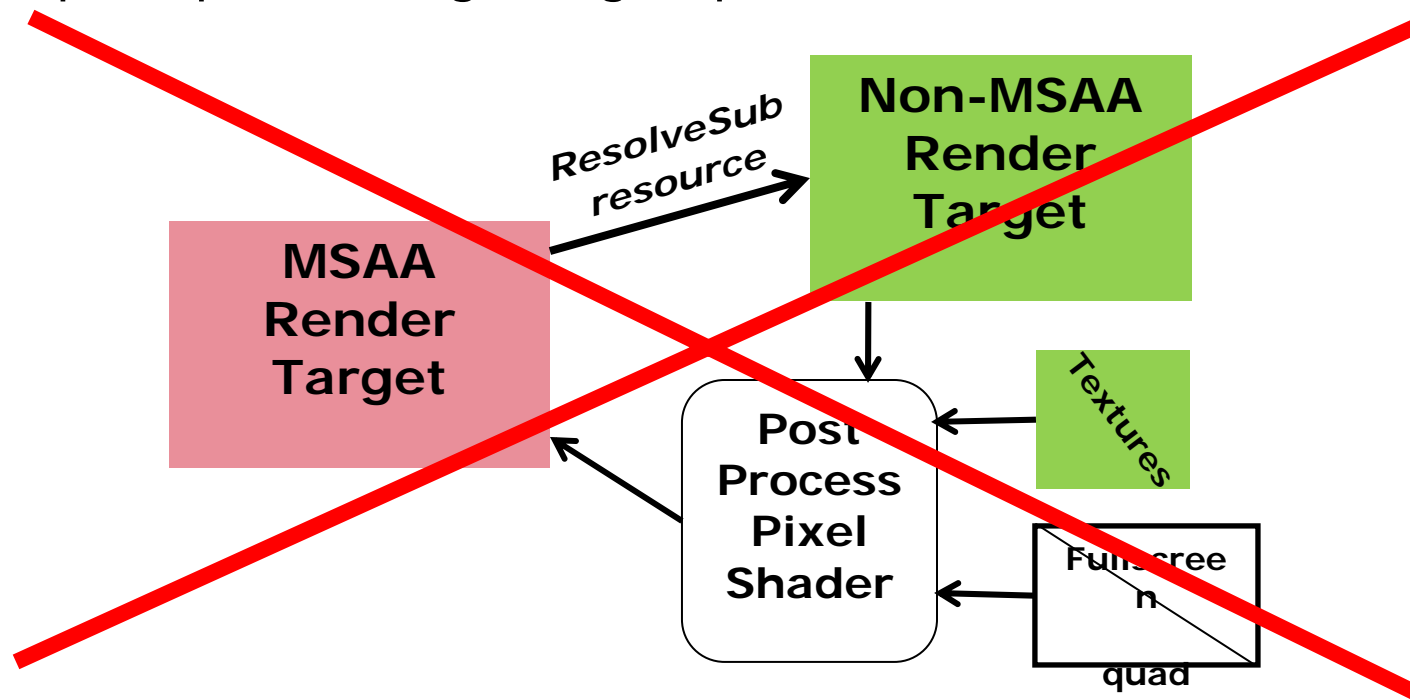 ResolveSub
resource
Non-MSAA
Render
Target
MSAA
Render
Target
Post
Process
Pixel
Shader
Textures
Fullscree
n
quad